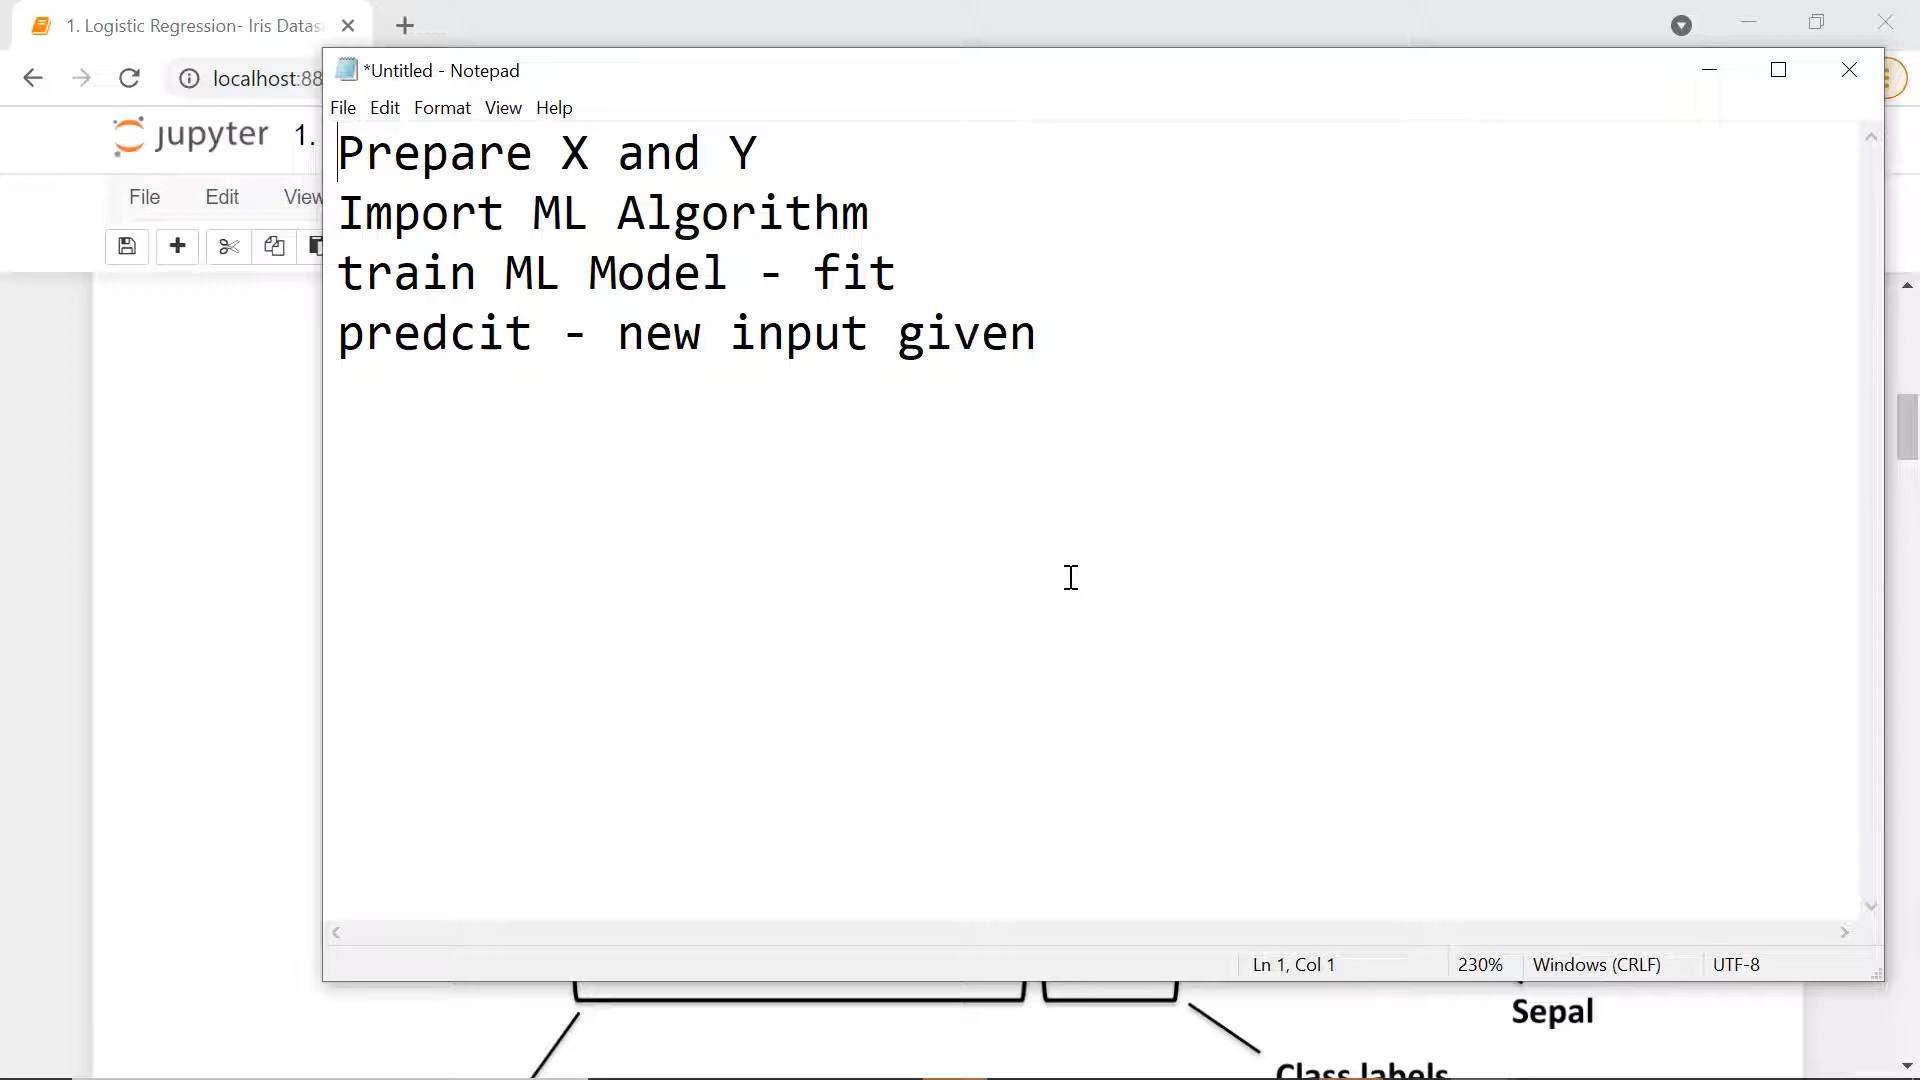 1. Logistic Regression- Iris Datas
localhost:88
*Untitled - Notepad
File Edit Format View Help
jupyter 1.
File Edit View
Prepare X and Y
Import ML Algorithm
train ML Model - fit
predcit - new input given
Ln 1, Col 1 230% Windows (CRLF) UTF-8
Sepal
Class labels